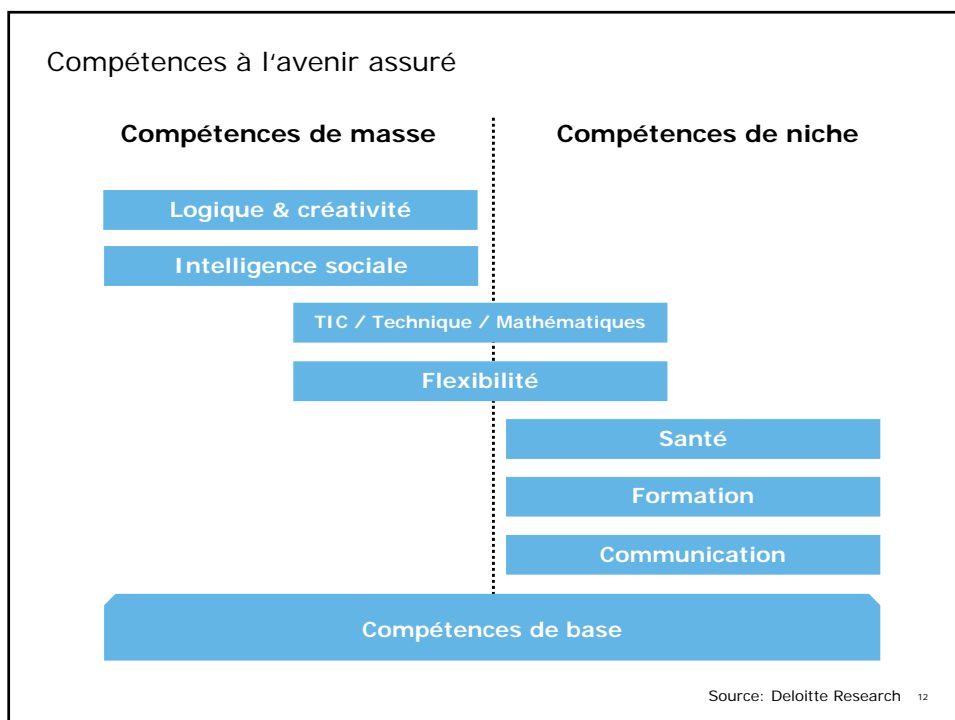 Compétences à l‘avenir assuré
Compétences de masse
Compétences de niche
Logique & créativité
Intelligence sociale
TIC / Technique / Mathématiques
Flexibilité
Santé
Formation
Communication
Compétences de base
Source: Deloitte Research 12